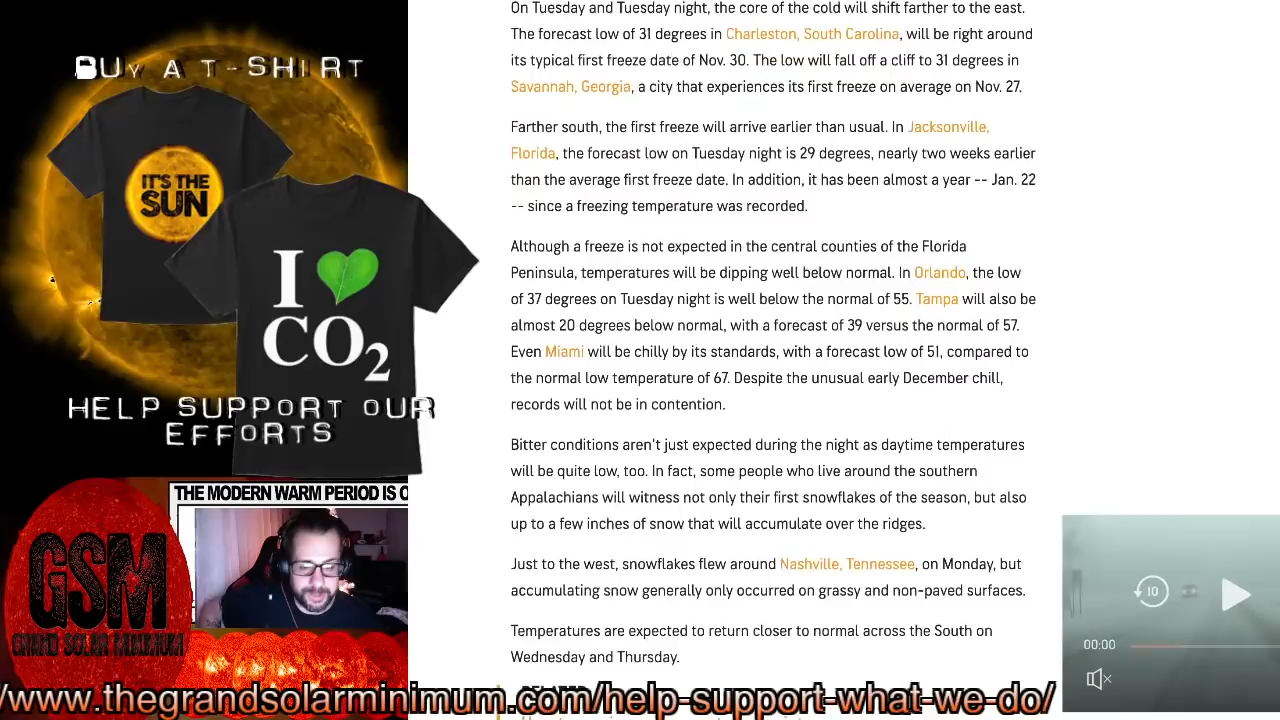 BUY A T-SHIRT
IT'S THE
SUN
I
CO2
HELP SUPPORT OUR
EFFORTS
THE MODERN WARM PERIOD IS O
GSM
GRAND SOLAR MINIMUM
On Tuesday and Tuesday night, the core of the cold will shift farther to the east.
The forecast low of 31 degrees in Charleston, South Carolina, will be right around
its typical first freeze date of Nov. 30. The low will fall off a cliff to 31 degrees in
Savannah, Georgia, a city that experiences its first freeze on average on Nov. 27.
Farther south, the first freeze will arrive earlier than usual. In Jacksonville,
Florida, the forecast low on Tuesday night is 29 degrees, nearly two weeks earlier
than the average first freeze date. In addition, it has been almost a year -- Jan. 22
-- since a freezing temperature was recorded.
Although a freeze is not expected in the central counties of the Florida
Peninsula, temperatures will be dipping well below normal. In Orlando, the low
of 37 degrees on Tuesday night is well below the normal of 55. Tampa will also be
almost 20 degrees below normal, with a forecast of 39 versus the normal of 57.
Even Miami will be chilly by its standards, with a forecast low of 51, compared to
the normal low temperature of 67. Despite the unusual early December chill,
records will not be in contention.
Bitter conditions aren't just expected during the night as daytime temperatures
will be quite low, too. In fact, some people who live around the southern
Appalachians will witness not only their first snowflakes of the season, but also
up to a few inches of snow that will accumulate over the ridges.
Just to the west, snowflakes flew around Nashville, Tennessee, on Monday, but
accumulating snow generally only occurred on grassy and non-paved surfaces.
Temperatures are expected to return closer to normal across the South on
Wednesday and Thursday.
10
00:00
/www.thegrandsolarminimum.com/help-support-what-we-do/